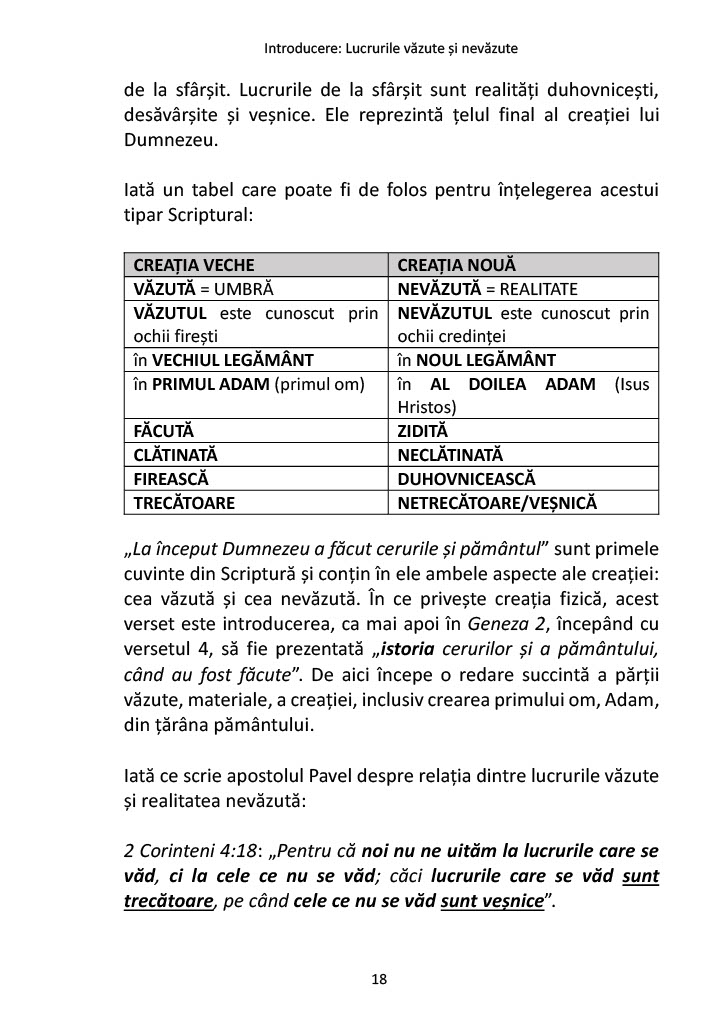 Introducere: Lucrurile văzute și nevăzute
de la sfârșit. Lucrurile de la sfârșit sunt realități duhovnicești,
desăvârșite și veșnice. Ele reprezintă țelul final al creației lui
Dumnezeu.
Iată un tabel care poate fi de folos pentru înțelegerea acestui
tipar Scriptural:
CREAȚIA VECHE
CREAȚIA NOUĂ
VĂZUTĂ = UMBRĂ
NEVĂZUTĂ = REALITATE
VĂZUTUL este cunoscut prin
ochii firești
NEVĂZUTUL este cunoscut prin
ochii credinței
în VECHIUL LEGĂMÂNT
în NOUL LEGĂMÂNT
în PRIMUL ADAM (primul om)
în AL DOILEA ADAM (Isus
Hristos)
FĂCUTĂ
ZIDITĂ
CLĂTINATĂ
NECLĂTINATĂ
FIREASCĂ
DUHOVNICEASCĂ
TRECĂTOARE
NETRECĂTOARE/VEȘNICĂ
„La început Dumnezeu a făcut cerurile și pământul” sunt primele
cuvinte din Scriptură și conțin în ele ambele aspecte ale creației:
cea văzută și cea nevăzută. În ce privește creația fizică, acest
verset este introducerea, ca mai apoi în Geneza 2, începând cu
versetul 4, să fie prezentată „istoria cerurilor și a pământului,
când au fost făcute”. De aici începe o redare succintă a părții
văzute, materiale, a creației, inclusiv crearea primului om, Adam,
din țărâna pământului.
Iată ce scrie apostolul Pavel despre relația dintre lucrurile văzute
și realitatea nevăzută:
2 Corinteni 4:18: „Pentru că noi nu ne uităm la lucrurile care se
văd, ci la cele ce nu se văd; căci lucrurile care se văd sunt
trecătoare, pe când cele ce nu se văd sunt veșnice”.
18